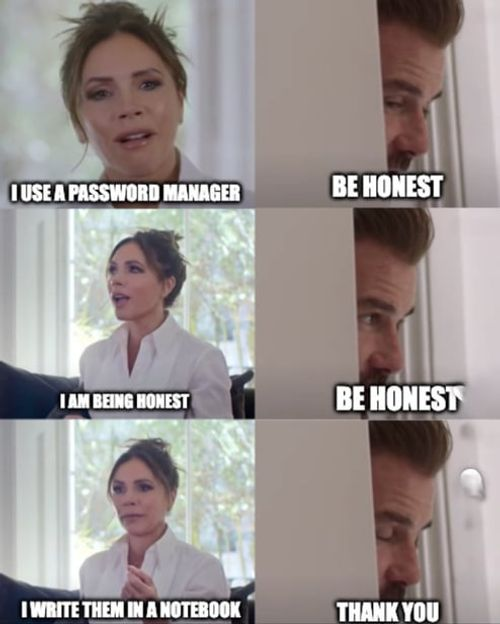 I USE A PASSWORD MANAGER
BE HONEST
I AM BEING HONEST
BE HONEST
I WRITE THEM IN A NOTEBOOK
THANK YOU